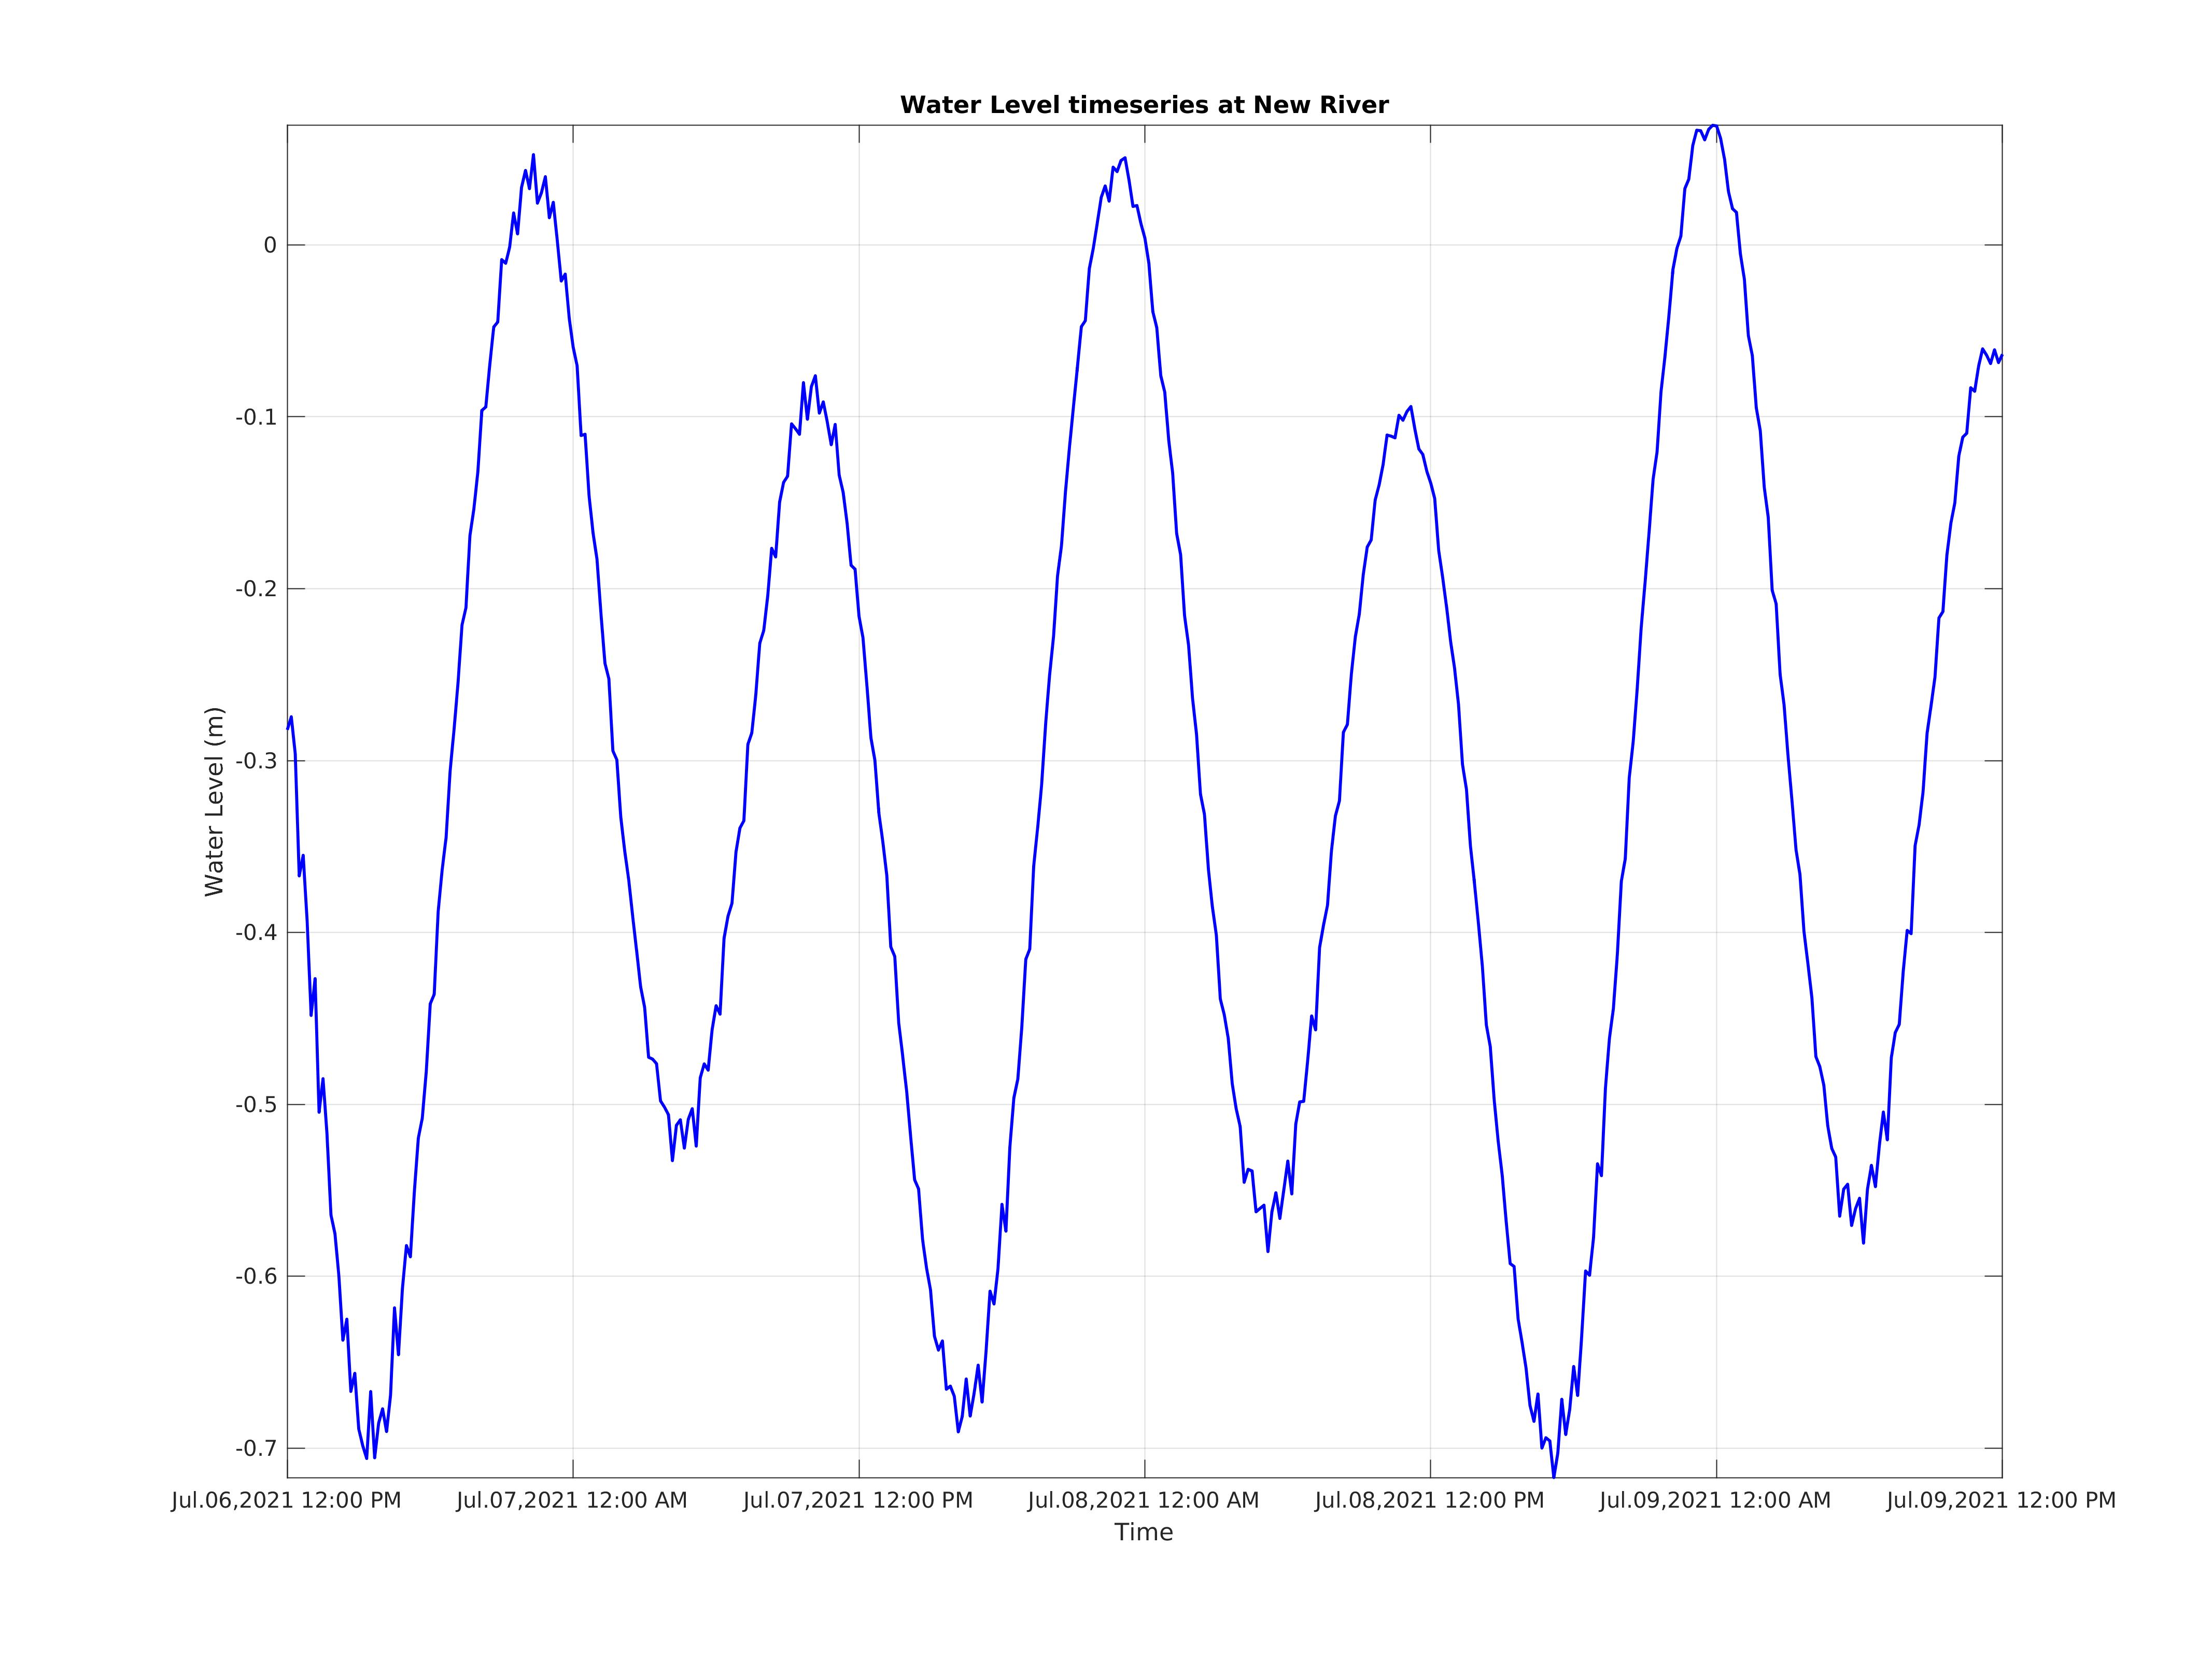 Water Level timeseries at New River
0
-0.1
-0.2
-0.3
-0.4
-0.5
-0.6
-0.7
Water Level (m)
Jul.06,2021 12:00 PM
Jul.07,2021 12:00 AM
Jul.07,2021 12:00 PM
Jul.08,2021 12:00 AM
Jul.08,2021 12:00 PM
Jul.09,2021 12:00 AM
Jul.09,2021 12:00 PM
Time